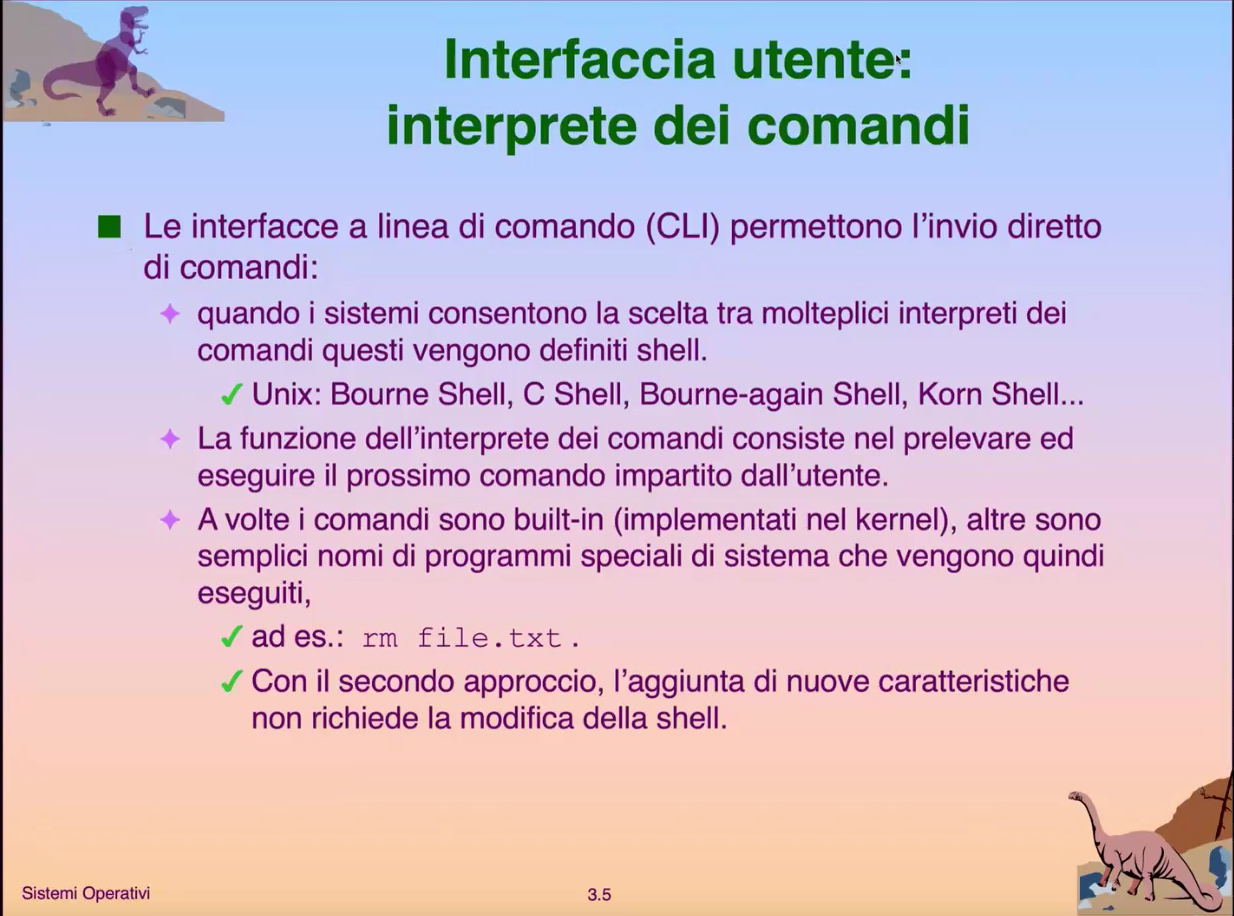 Interfaccia utente:
interprete dei comandi
Le interfacce a linea di comando (CLI) permettono l'invio diretto
di comandi:
quando i sistemi consentono la scelta tra molteplici interpreti dei
comandi questi vengono definiti shell.
Unix: Bourne Shell, C Shell, Bourne-again Shell, Korn Shell...
La funzione dell'interprete dei comandi consiste nel prelevare ed
eseguire il prossimo comando impartito dall'utente.
A volte i comandi sono built-in (implementati nel kernel), altre sono
semplici nomi di programmi speciali di sistema che vengono quindi
eseguiti,
ad es.: rm file.txt.
Con il secondo approccio, l'aggiunta di nuove caratteristiche
non richiede la modifica della shell.
Sistemi Operativi
3.5